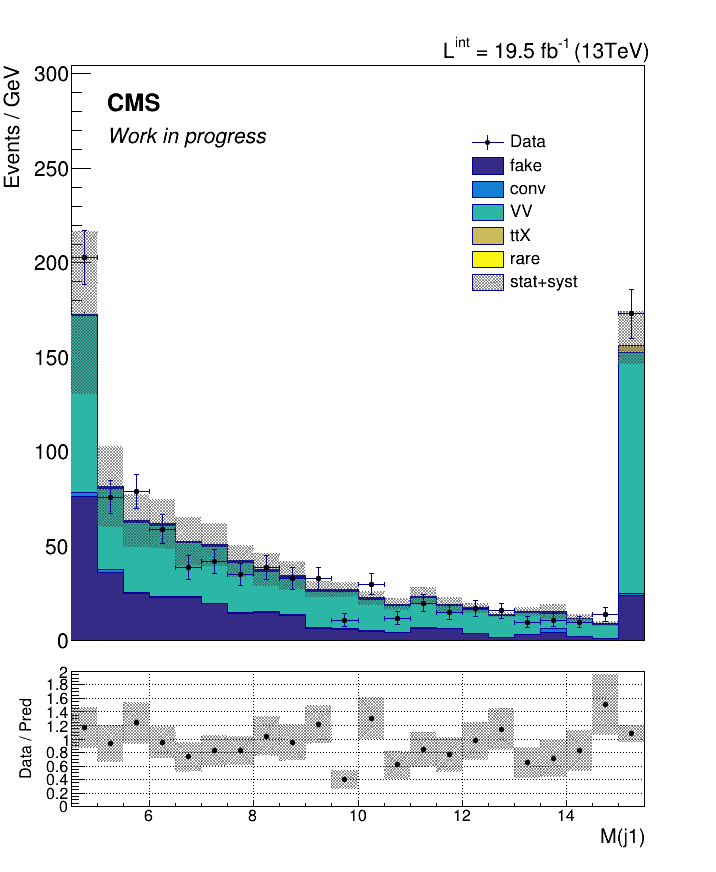 L^int = 19.5 fb^-1 (13TeV)
Events / GeV
300
250
200
150
100
50
0
CMS
Work in progress
Data
fake
conv
VV
ttX
rare
stat+syst
Data / Pred
2
1.8
1.6
1.4
1.2
1
0.8
0.6
0.4
0.2
0
6 8 10 12 14
M(j1)